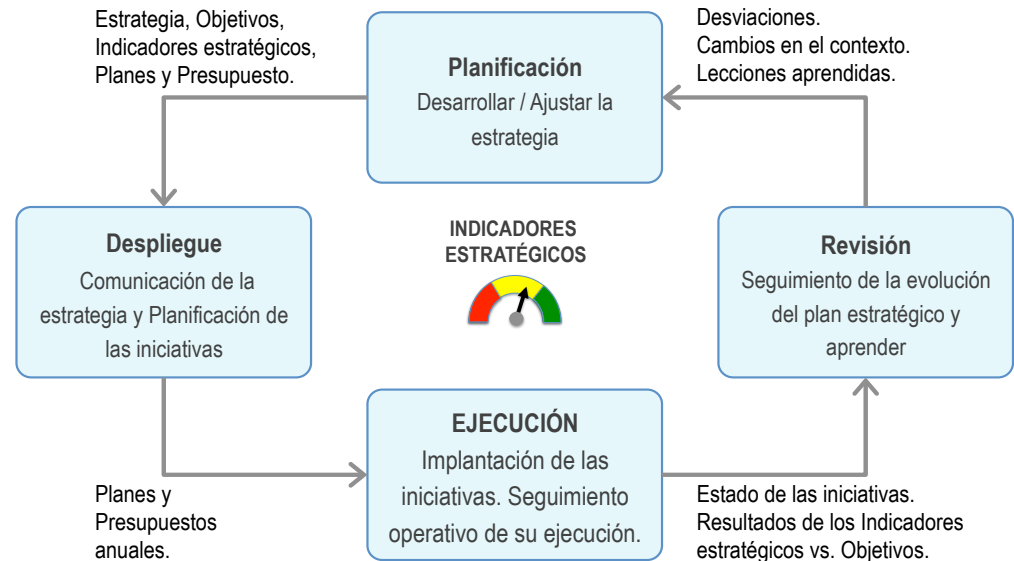 Estrategia, Objetivos,
Indicadores estratégicos,
Planes y Presupuesto.
Planificación
Desarrollar / Ajustar la
estrategia
Desviaciones.
Cambios en el contexto.
Lecciones aprendidas.
Despliegue
Comunicación de la
estrategia y Planificación de
las iniciativas
INDICADORES
ESTRATÉGICOS
Revisión
Seguimiento de la evolución
del plan estratégico y
aprender
Planes y
Presupuestos
anuales.
EJECUCIÓN
Implantación de las
iniciativas. Seguimiento
operativo de su ejecución.
Estado de las iniciativas.
Resultados de los Indicadores
estratégicos vs. Objetivos.